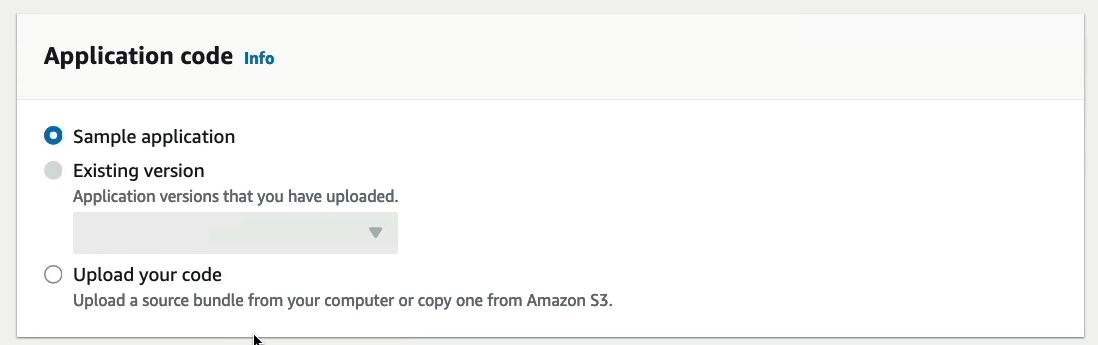 Application code Info
Sample application
Existing version
Application versions that you have uploaded.
Upload your code
Upload a source bundle from your computer or copy one from Amazon S3.